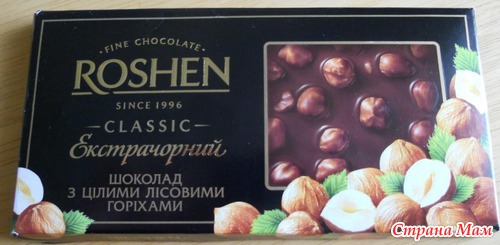 FINE CHOCOLATE
ROSHEN
SINCE 1996
CLASSIC
Екстрачорний
ШОКОЛАД
З ЦІЛИМИ ЛІСОВИМИ
ГОРІХАМИ
Страна Мам